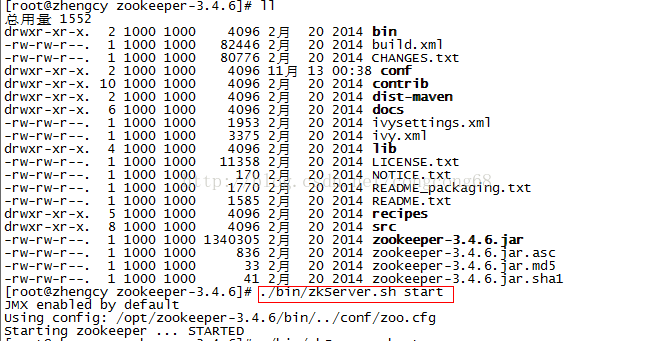 [root@zhengcy zookeeper-3.4.6]# ll
总用量 1552
drwxr-xr-x. 2 1000 1000 4096 2月 20 2014 bin
-rw-rw-r--. 1 1000 1000 82446 2月 20 2014 build.xml
-rw-rw-r--. 1 1000 1000 80776 2月 20 2014 CHANGES.txt
drwxr-xr-x. 2 1000 1000 4096 11月 13 00:38 conf
drwxr-xr-x. 10 1000 1000 4096 2月 20 2014 contrib
drwxr-xr-x. 2 1000 1000 4096 2月 20 2014 dist-maven
drwxr-xr-x. 6 1000 1000 4096 2月 20 2014 docs
-rw-rw-r--. 1 1000 1000 1953 2月 20 2014 ivysettings.xml
-rw-rw-r--. 1 1000 1000 3375 2月 20 2014 ivy.xml
drwxr-xr-x. 4 1000 1000 4096 2月 20 2014 lib
-rw-rw-r--. 1 1000 1000 11358 2月 20 2014 LICENSE.txt
-rw-rw-r--. 1 1000 1000 170 2月 20 2014 NOTICE.txt
-rw-rw-r--. 1 1000 1000 1770 2月 20 2014 README_packaging.txt
-rw-rw-r--. 1 1000 1000 1585 2月 20 2014 README.txt
drwxr-xr-x. 5 1000 1000 4096 2月 20 2014 recipes
drwxr-xr-x. 8 1000 1000 4096 2月 20 2014 src
-rw-rw-r--. 1 1000 1000 1340305 2月 20 2014 zookeeper-3.4.6.jar
-rw-rw-r--. 1 1000 1000 836 2月 20 2014 zookeeper-3.4.6.jar.asc
-rw-rw-r--. 1 1000 1000 33 2月 20 2014 zookeeper-3.4.6.jar.md5
-rw-rw-r--. 1 1000 1000 41 2月 20 2014 zookeeper-3.4.6.jar.sha1
[root@zhengcy zookeeper-3.4.6]# ./bin/zkServer.sh start
JMX enabled by default
Using config: /opt/zookeeper-3.4.6/bin/../conf/zoo.cfg
Starting zookeeper ... STARTED